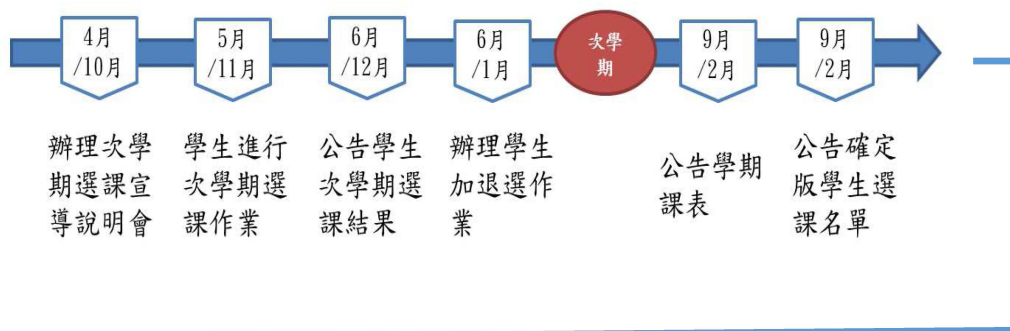 4月
/10月
5月
/11月
6月
/12月
6月
/1月
次學
期
9月
/2月
9月
/2月
辦理次學
期選課宣
導說明會
學生進行
次學期選
課作業
公告學生
次學期選
課結果
辦理學生
加退選作
業
公告學期
課表
公告確定
版學生選
課名單